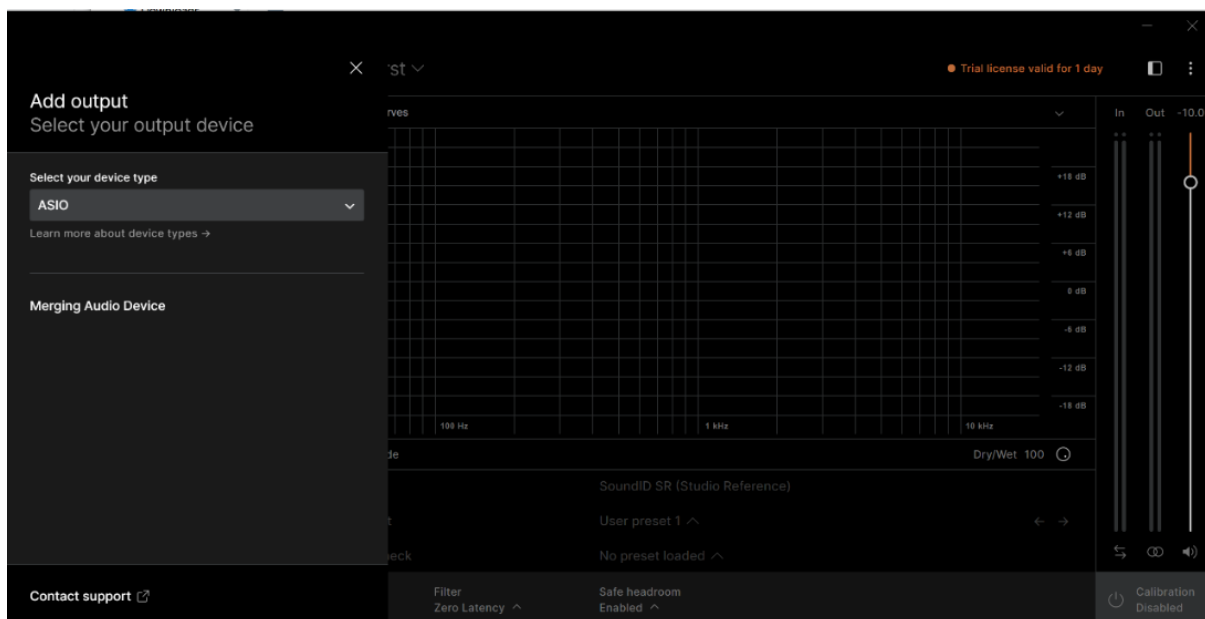 rst
Trial license valid for 1 day
Add output
Select your output device
rves
In Out -10.0
Select your device type
ASIO
Learn more about device types →
Merging Audio Device
+18 dB
+12 dB
+6 dB
0 dB
-6 dB
-12 dB
-18 dB
100 Hz 1 kHz 10 kHz
de
Dry/Wet 100
SoundID SR (Studio Reference)
t
User preset 1
← →
eck
No preset loaded
Contact support
Filter
Zero Latency
Safe headroom
Enabled
Calibration
Disabled